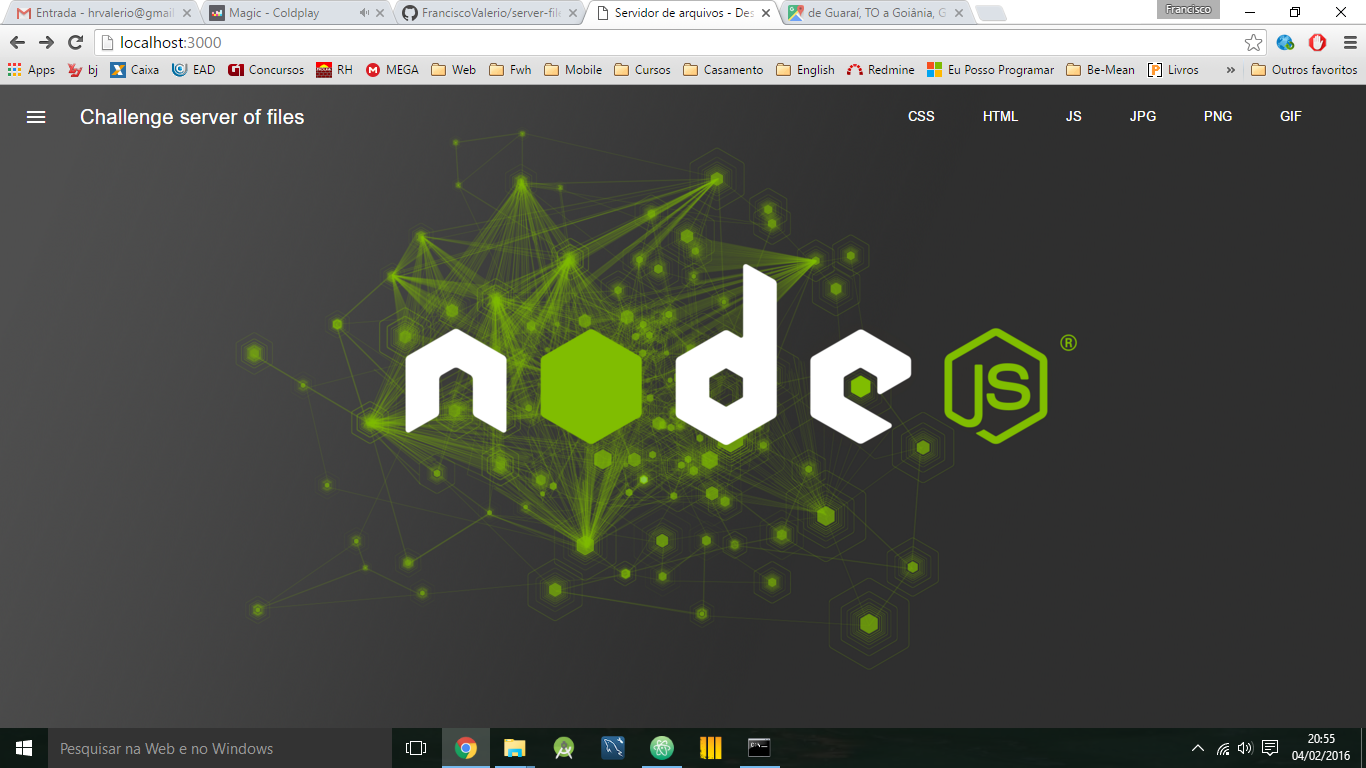 Entrada - hrvalerio@gmail
Magic - Coldplay
FranciscoValerio/server-file
Servidor de arquivos - Des
de Guaraí, TO a Goiânia, G
Francisco
localhost:3000
Apps
bj
Caixa
EAD
Concursos
RH
MEGA
Web
Fwh
Mobile
Cursos
Casamento
English
Redmine
Eu Posso Programar
Be-Mean
Livros
»
Outros favoritos
Challenge server of files
CSS
HTML
JS
JPG
PNG
GIF
node JS ®
Pesquisar na Web e no Windows
20:55
04/02/2016